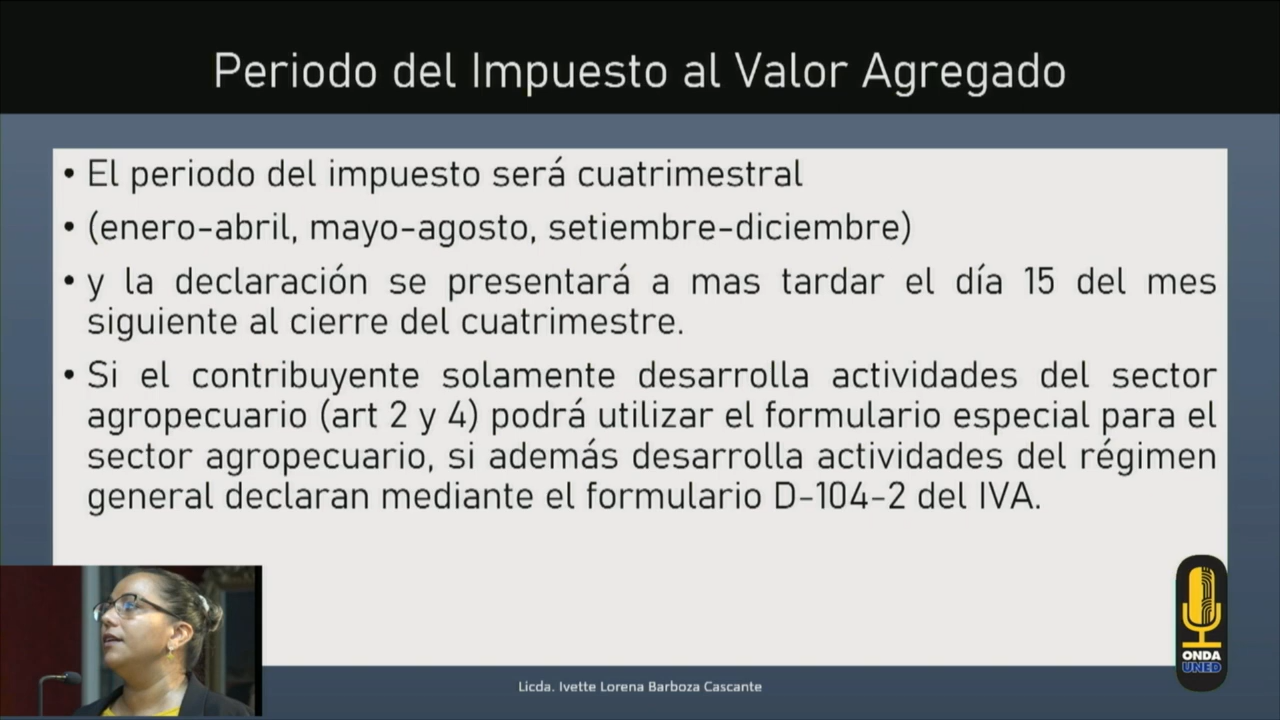 Periodo del Impuesto al Valor Agregado
• El periodo del impuesto será cuatrimestral
• (enero-abril, mayo-agosto, setiembre-diciembre)
• y la declaración se presentará a mas tardar el día 15 del mes
siguiente al cierre del cuatrimestre.
• Si el contribuyente solamente desarrolla actividades del sector
agropecuario (art 2 y 4) podrá utilizar el formulario especial para el
sector agropecuario, si además desarrolla actividades del régimen
general declaran mediante el formulario D-104-2 del IVA.
ONDA
UNED
Licda. Ivette Lorena Barboza Cascante